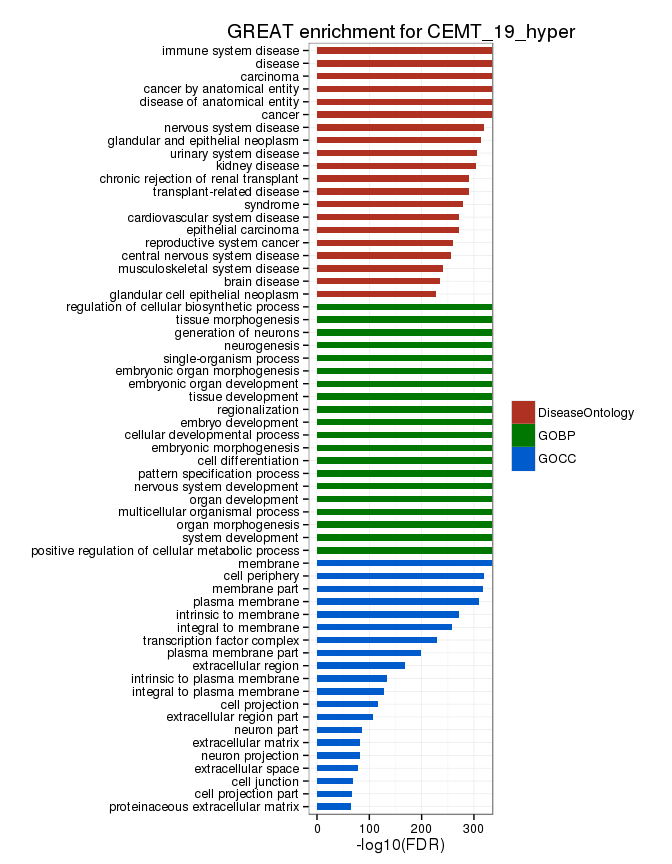 GREAT enrichment for CEMT_19_hyper
immune system disease
disease
carcinoma
cancer by anatomical entity
disease of anatomical entity
cancer
nervous system disease
glandular and epithelial neoplasm
urinary system disease
kidney disease
chronic rejection of renal transplant
transplant-related disease
syndrome
cardiovascular system disease
epithelial carcinoma
reproductive system cancer
central nervous system disease
musculoskeletal system disease
brain disease
glandular cell epithelial neoplasm
regulation of cellular biosynthetic process
tissue morphogenesis
generation of neurons
neurogenesis
single-organism process
embryonic organ morphogenesis
embryonic organ development
tissue development
regionalization
embryo development
cellular developmental process
embryonic morphogenesis
cell differentiation
pattern specification process
nervous system development
organ development
multicellular organismal process
organ morphogenesis
system development
positive regulation of cellular metabolic process
membrane
cell periphery
membrane part
plasma membrane
intrinsic to membrane
integral to membrane
transcription factor complex
plasma membrane part
extracellular region
intrinsic to plasma membrane
integral to plasma membrane
cell projection
extracellular region part
neuron part
extracellular matrix
neuron projection
extracellular space
cell junction
cell projection part
proteinaceous extracellular matrix
0 100 200 300
-log10(FDR)
DiseaseOntology
GOBP
GOCC